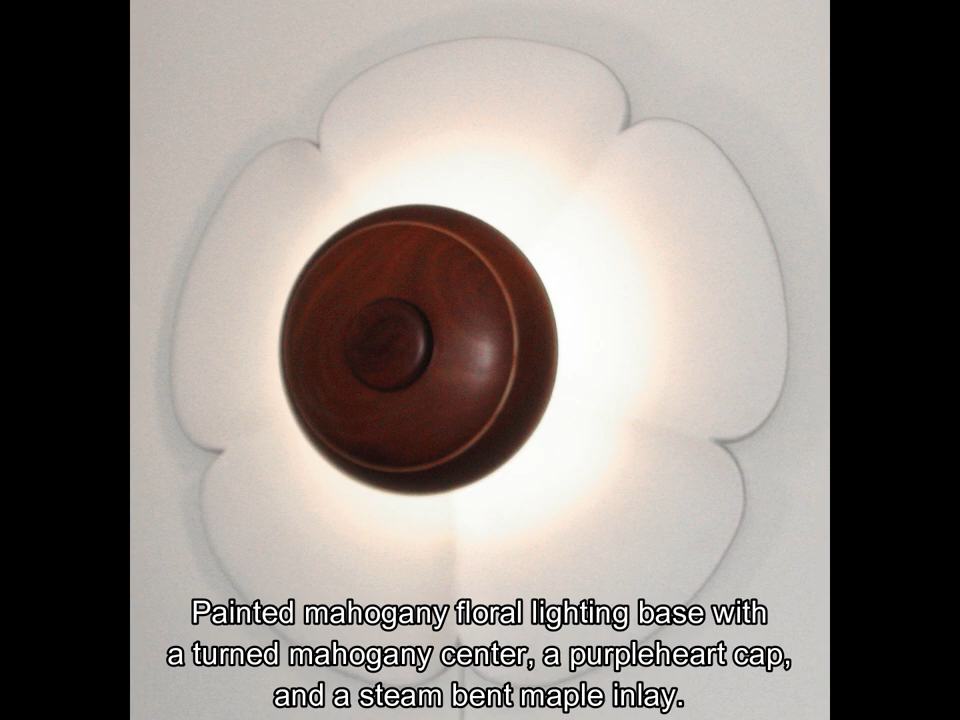 Painted mahogany floral lighting base with
a turned mahogany center, a purpleheart cap,
and a steam bent maple inlay.